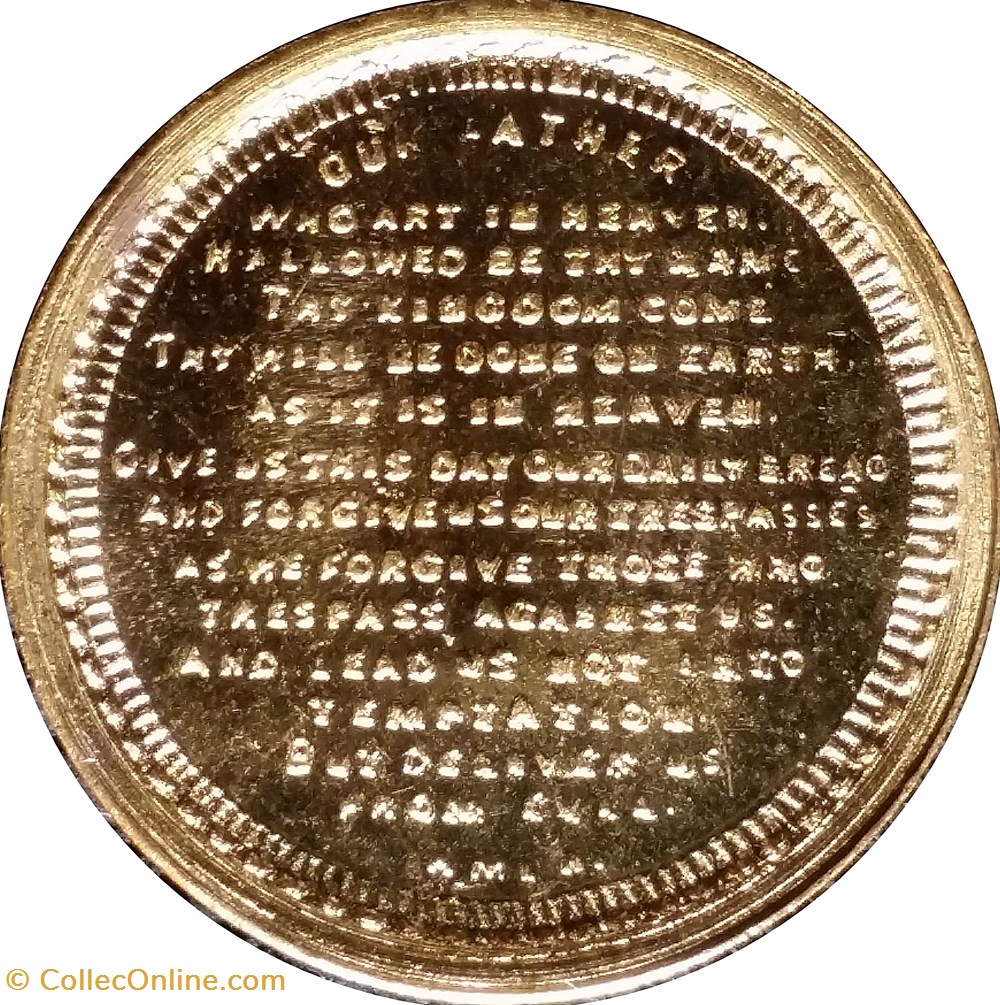 OUR FATHER
WHO ART IN HEAVEN.
HALLOWED BE THY NAME
THY KINGDOM COME
THY WILL BE DONE ON EARTH.
AS IT IS IN HEAVEN.
GIVE US THIS DAY OUR DAILY BREAD
AND FORGIVE US OUR TRESPASSES
AS WE FORGIVE THOSE WHO
TRESPASS AGAINST US.
AND LEAD US NOT INTO
TEMPTATION
BUT DELIVER US
FROM EVIL.
© CollecOnline.com